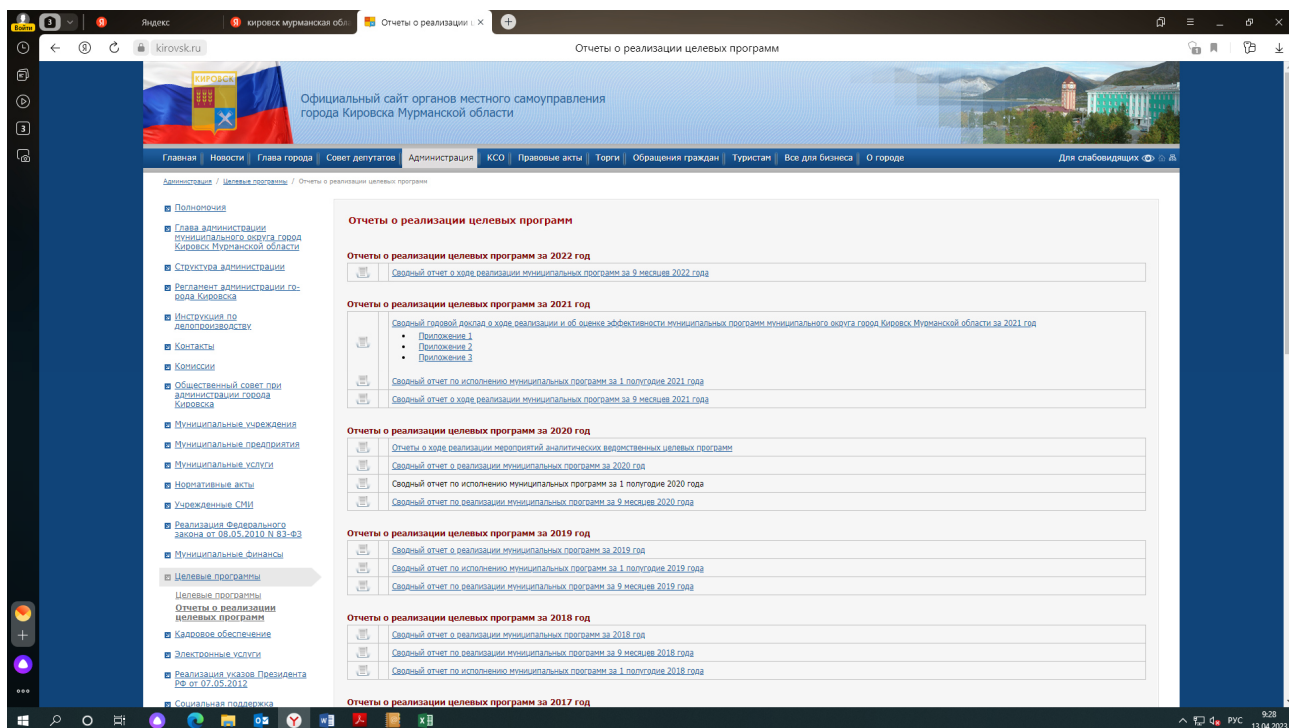 Войти
3
Яндекс
кировск мурманская обл
Отчеты о реализации ц
kirovsk.ru
Отчеты о реализации целевых программ
3
КИРОВСК
Официальный сайт органов местного самоуправления
города Кировска Мурманской области
Главная Новости Глава города Совет депутатов Администрация КСО Правовые акты Торги Обращения граждан Туристам Все для бизнеса О городе Для слабовидящих
Администрация / Целевые программы / Отчеты о реализации целевых программ
Полномочия
Глава администрации
муниципального округа город
Кировск Мурманской области
Структура администрации
Регламент администрации го-
рода Кировска
Инструкция по
делопроизводству
Контакты
Комиссии
Общественный совет при
администрации города
Кировска
Муниципальные учреждения
Муниципальные предприятия
Муниципальные услуги
Нормативные акты
Учрежденные СМИ
Реализация Федерального
закона от 08.05.2010 N 83-ФЗ
Муниципальные финансы
Целевые программы
Целевые программы
Отчеты о реализации
целевых программ
Кадровое обеспечение
Электронные услуги
Реализация указов Президента
РФ от 07.05.2012
Социальная поддержка
Отчеты о реализации целевых программ
Отчеты о реализации целевых программ за 2022 год
Сводный отчет о ходе реализации муниципальных программ за 9 месяцев 2022 года
Отчеты о реализации целевых программ за 2021 год
Сводный годовой доклад о ходе реализации и об оценке эффективности муниципальных программ муниципального округа город Кировск Мурманской области за 2021 год
Приложение 1
Приложение 2
Приложение 3
Сводный отчет по исполнению муниципальных программ за 1 полугодие 2021 года
Сводный отчет о ходе реализации муниципальных программ за 9 месяцев 2021 года
Отчеты о реализации целевых программ за 2020 год
Отчеты о ходе реализации мероприятий аналитических ведомственных целевых программ
Сводный отчет о реализации муниципальных программ за 2020 год
Сводный отчет по исполнению муниципальных программ за 1 полугодие 2020 года
Сводный отчет по реализации муниципальных программ за 9 месяцев 2020 года
Отчеты о реализации целевых программ за 2019 год
Сводный отчет о реализации муниципальных программ за 2019 год
Сводный отчет по исполнению муниципальных программ за 1 полугодие 2019 года
Сводный отчет по реализации муниципальных программ за 9 месяцев 2019 года
Отчеты о реализации целевых программ за 2018 год
Сводный отчет о реализации муниципальных программ за 2018 год
Сводный отчет по реализации муниципальных программ за 9 месяцев 2018 года
Сводный отчет по исполнению муниципальных программ за 1 полугодие 2018 года
Отчеты о реализации целевых программ за 2017 год
РУС
9:28
13.04.2023